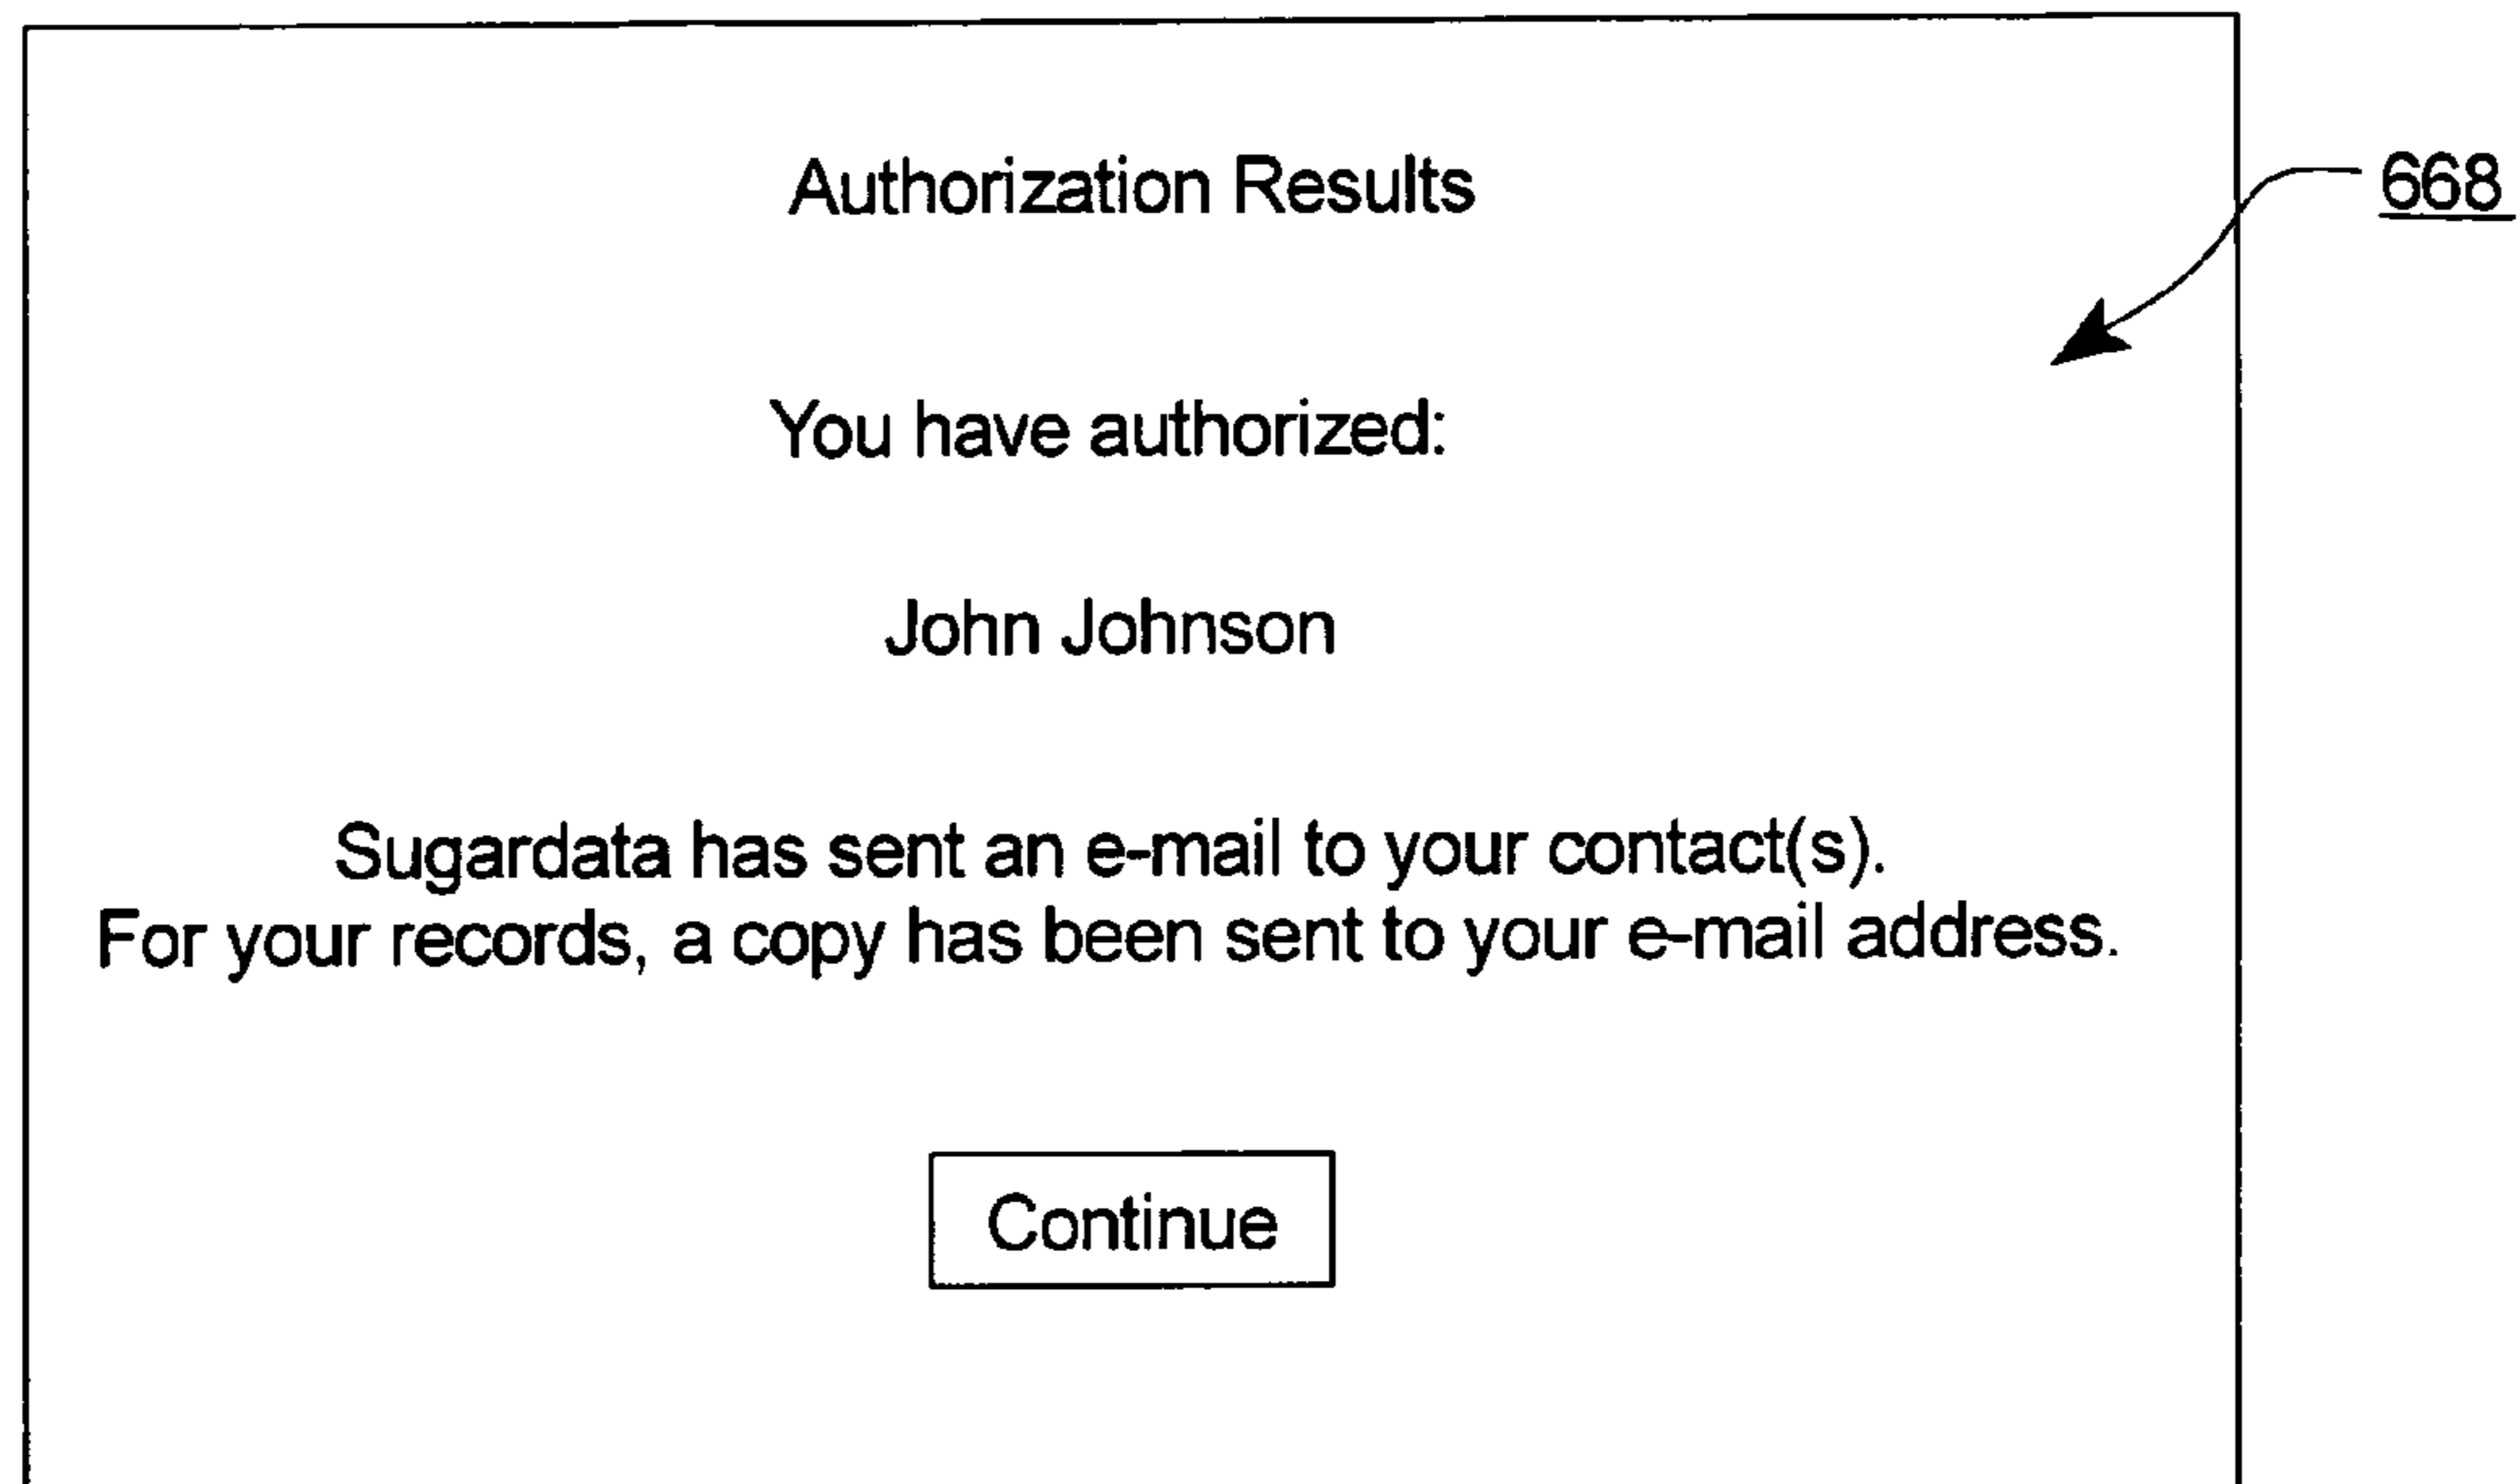 Authorization Results
668
You have authorized:
John Johnson
Sugardata has sent an e-mail to your contact(s).
For your records, a copy has been sent to your e-mail address.
Continue